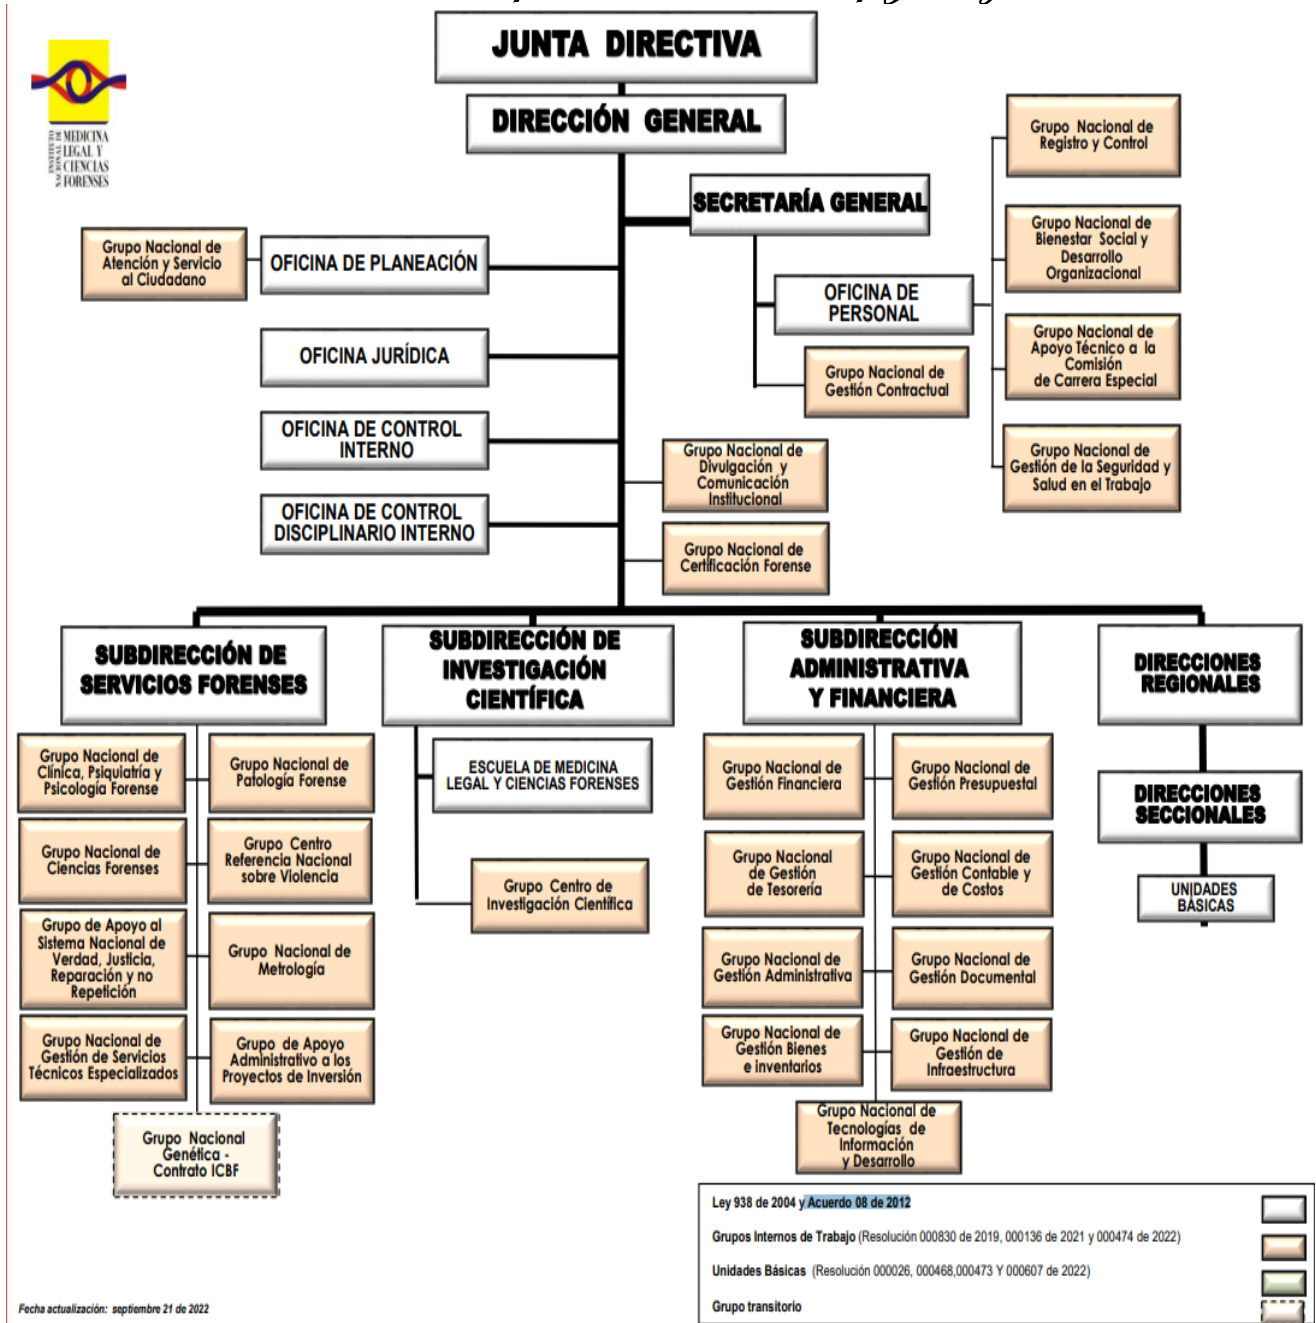 JUNTA DIRECTIVA
DIRECCIÓN GENERAL
INSTITUTO NACIONAL DE
MEDICINA
LEGAL Y
CIENCIAS
FORENSES
SECRETARÍA GENERAL
Grupo Nacional de
Registro y Control
Grupo Nacional de
Bienestar Social y
Desarrollo
Organizacional
Grupo Nacional de
Apoyo Técnico a la
Comisión
de Carrera Especial
Grupo Nacional de
Gestión de la Seguridad y
Salud en el Trabajo
OFICINA DE
PERSONAL
Grupo Nacional de
Gestión Contractual
Grupo Nacional de
Atención y Servicio
al Ciudadano
OFICINA DE PLANEACIÓN
OFICINA JURÍDICA
OFICINA DE CONTROL
INTERNO
OFICINA DE CONTROL
DISCIPLINARIO INTERNO
Grupo Nacional de
Divulgación y
Comunicación
Institucional
Grupo Nacional de
Certificación Forense
SUBDIRECCIÓN DE
SERVICIOS FORENSES
Grupo Nacional de
Clínica, Psiquiatría y
Psicología Forense
Grupo Nacional de
Patología Forense
Grupo Nacional de
Ciencias Forenses
Grupo Centro
Referencia Nacional
sobre Violencia
Grupo de Apoyo al
Sistema Nacional de
Verdad, Justicia,
Reparación y no
Repetición
Grupo Nacional de
Metrología
Grupo Nacional de
Gestión de Servicios
Técnicos Especializados
Grupo de Apoyo
Administrativo a los
Proyectos de Inversión
Grupo Nacional
Genética -
Contrato ICBF
SUBDIRECCIÓN DE
INVESTIGACIÓN
CIENTÍFICA
ESCUELA DE MEDICINA
LEGAL Y CIENCIAS FORENSES
Grupo Centro de
Investigación Científica
SUBDIRECCIÓN
ADMINISTRATIVA
Y FINANCIERA
Grupo Nacional de
Gestión Financiera
Grupo Nacional de
Gestión Presupuestal
Grupo Nacional
de Gestión
de Tesorería
Grupo Nacional de
Gestión Contable y
de Costos
Grupo Nacional de
Gestión Administrativa
Grupo Nacional de
Gestión Documental
Grupo Nacional de
Gestión Bienes
e inventarios
Grupo Nacional de
Gestión de
Infraestructura
Grupo Nacional de
Tecnologías de
Información
y Desarrollo
DIRECCIONES
REGIONALES
DIRECCIONES
SECCIONALES
UNIDADES
BÁSICAS
Ley 938 de 2004 y Acuerdo 08 de 2012
Grupos Internos de Trabajo (Resolución 000830 de 2019, 000136 de 2021 y 000474 de 2022)
Unidades Básicas (Resolución 000026, 000468,000473 Y 000607 de 2022)
Grupo transitorio
Fecha actualización: septiembre 21 de 2022